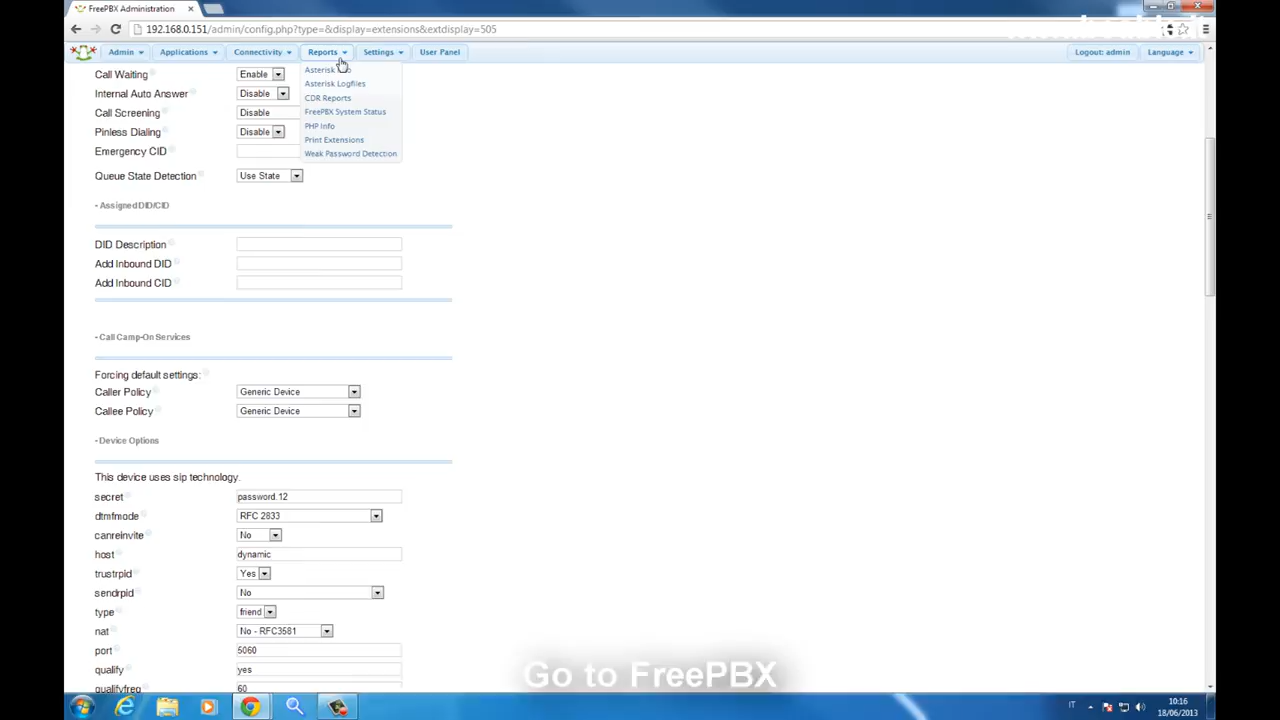 FreePBX Administration
192.168.0.151/admin/config.php?type=&display=extensions&extdisplay=505
Admin Applications Connectivity Reports Settings User Panel Logout: admin Language
Asterisk
Asterisk Logfiles
CDR Reports
FreePBX System Status
PHP Info
Print Extensions
Weak Password Detection
Call Waiting Enable
Internal Auto Answer Disable
Call Screening Disable
Pinless Dialing Disable
Emergency CID
Queue State Detection Use State
- Assigned DID/CID
DID Description
Add Inbound DID
Add Inbound CID
- Call Camp-On Services
Forcing default settings:
Caller Policy Generic Device
Callee Policy Generic Device
- Device Options
This device uses sip technology.
secret password.12
dtmfmode RFC 2833
canreinvite No
host dynamic
trustrpid Yes
sendrpid No
type friend
nat No - RFC3581
port 5060
qualify yes
qualifyfreq 60
Go to FreePBX
IT 10:16
18/06/2013